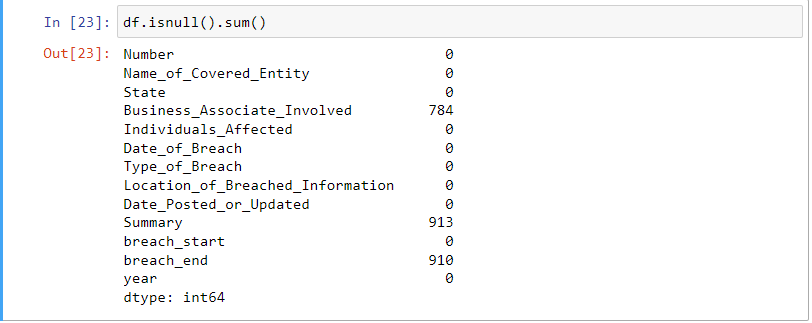 In [23]: df.isnull().sum()
Out[23]: Number 0
Name_of_Covered_Entity 0
State 0
Business_Associate_Involved 784
Individuals_Affected 0
Date_of_Breach 0
Type_of_Breach 0
Location_of_Breached_Information 0
Date_Posted_or_Updated 0
Summary 913
breach_start 0
breach_end 910
year 0
dtype: int64